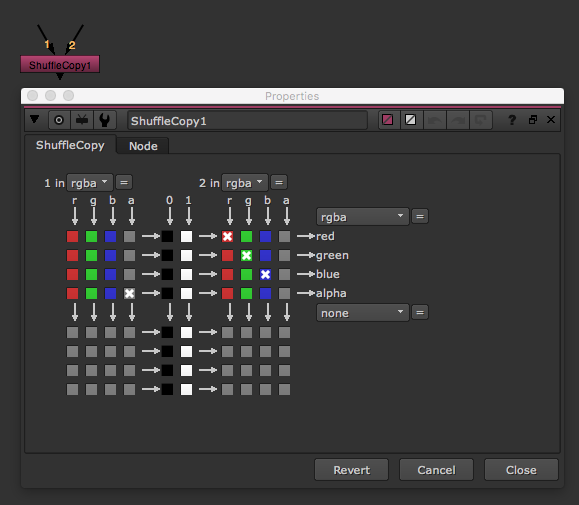 1 2
ShuffleCopy1
Properties
ShuffleCopy1 ?
ShuffleCopy Node
1 in rgba = 2 in rgba =
r g b a 0 1 r g b a
rgba
red
green
blue
alpha
none =
Revert Cancel Close